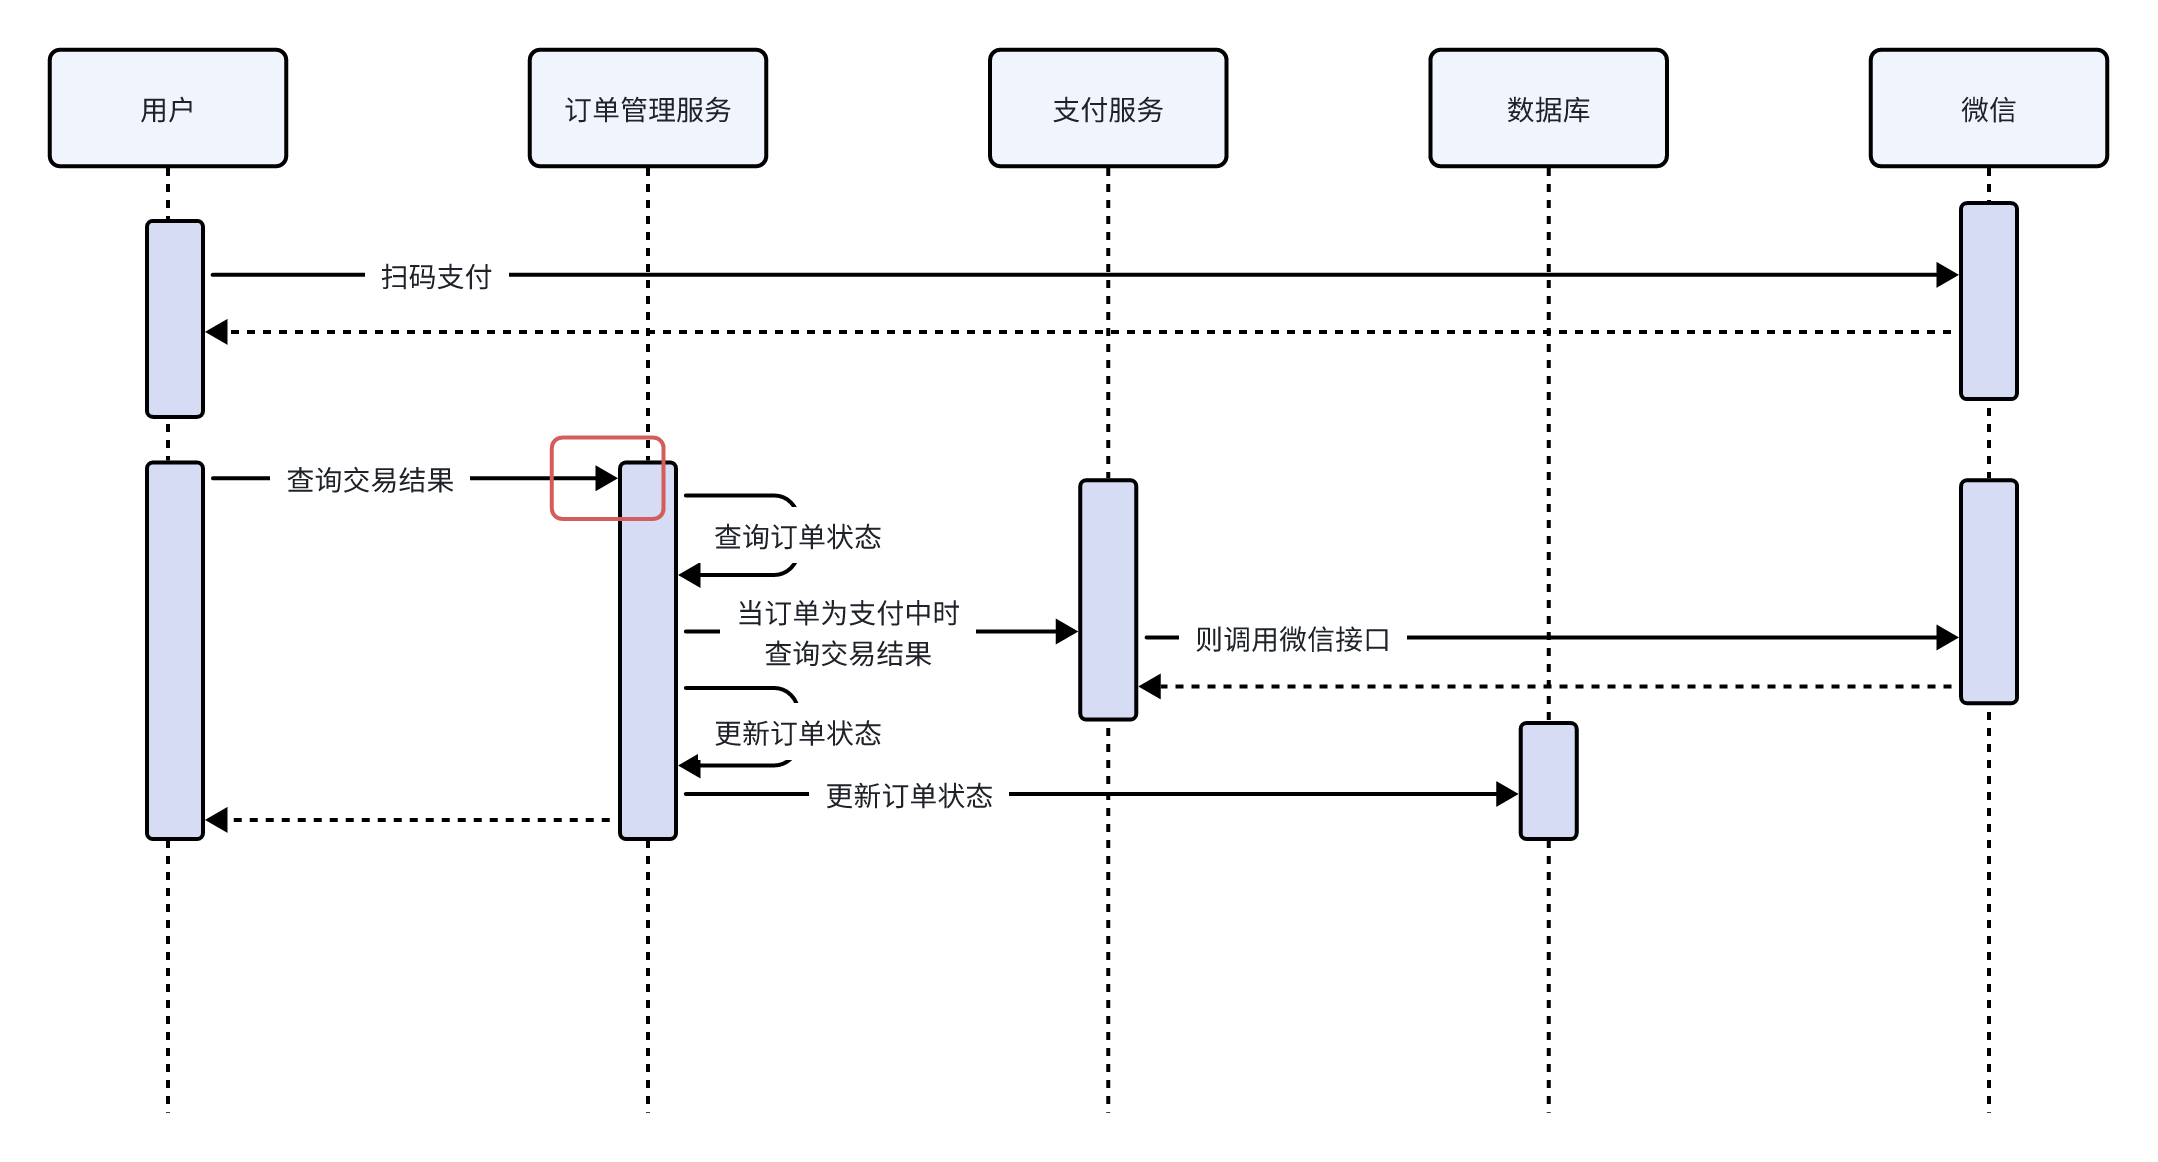 用户
订单管理服务
支付服务
数据库
微信
扫码支付
查询交易结果
查询订单状态
当订单为支付中时
查询交易结果
则调用微信接口
更新订单状态
更新订单状态